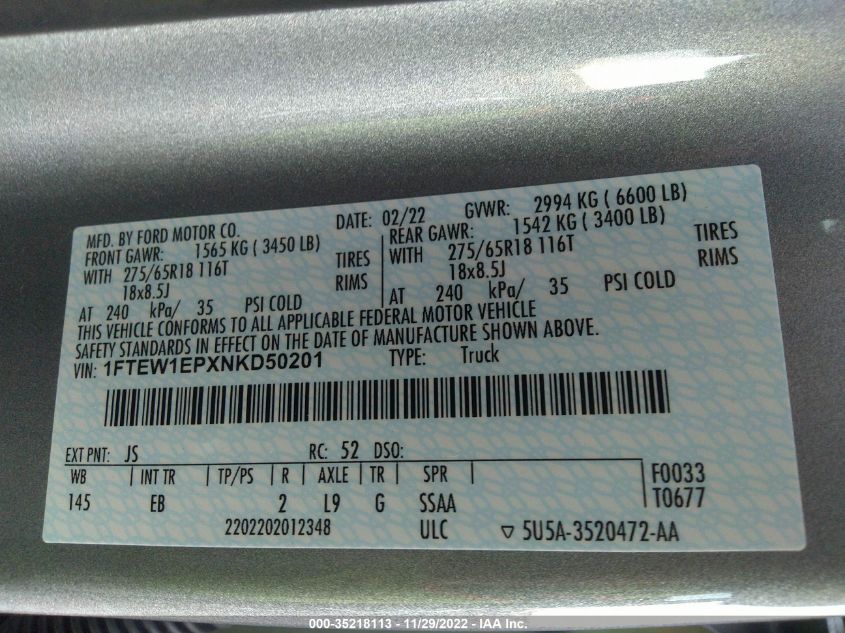 MFD. BY FORD MOTOR CO. DATE: 02/22 GVWR: 2994 KG ( 6600 LB)
FRONT GAWR: 1565 KG ( 3450 LB) REAR GAWR: 1542 KG ( 3400 LB)
WITH 275/65R18 116T TIRES WITH 275/65R18 116T TIRES
18x8.5J RIMS 18x8.5J RIMS
AT 240 kPa/ 35 PSI COLD AT 240 kPa/ 35 PSI COLD
THIS VEHICLE CONFORMS TO ALL APPLICABLE FEDERAL MOTOR VEHICLE
SAFETY STANDARDS IN EFFECT ON THE DATE OF MANUFACTURE SHOWN ABOVE.
VIN: 1FTEW1EPXNKD50201 TYPE: Truck
EXT PNT: JS RC: 52 DSO:
WB INT TR TP/PS R AXLE TR SPR F0033
145 EB 2 L9 G SSAA T0677
2202202012348 ULC ▽ 5U5A-3520472-AA
000-35218113 - 11/29/2022 - IAA Inc.